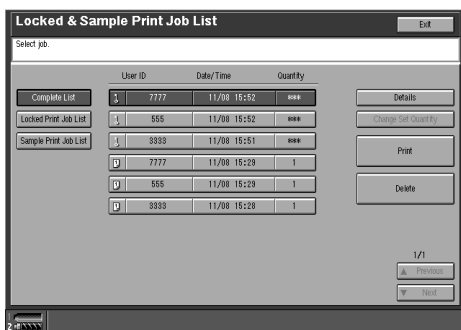 Locked & Sample Print Job List Exit
Select job.
User ID Date/Time Quantity
Complete List 7777 11/08 15:52 *** Details
Locked Print Job List 555 11/08 15:52 *** Change Set Quantity
Sample Print Job List 3333 11/08 15:51 ***
Print
7777 11/08 15:29 1
555 11/08 15:29 1 Delete
3333 11/08 15:28 1
1/1
▲ Previous
▼ Next
1
2